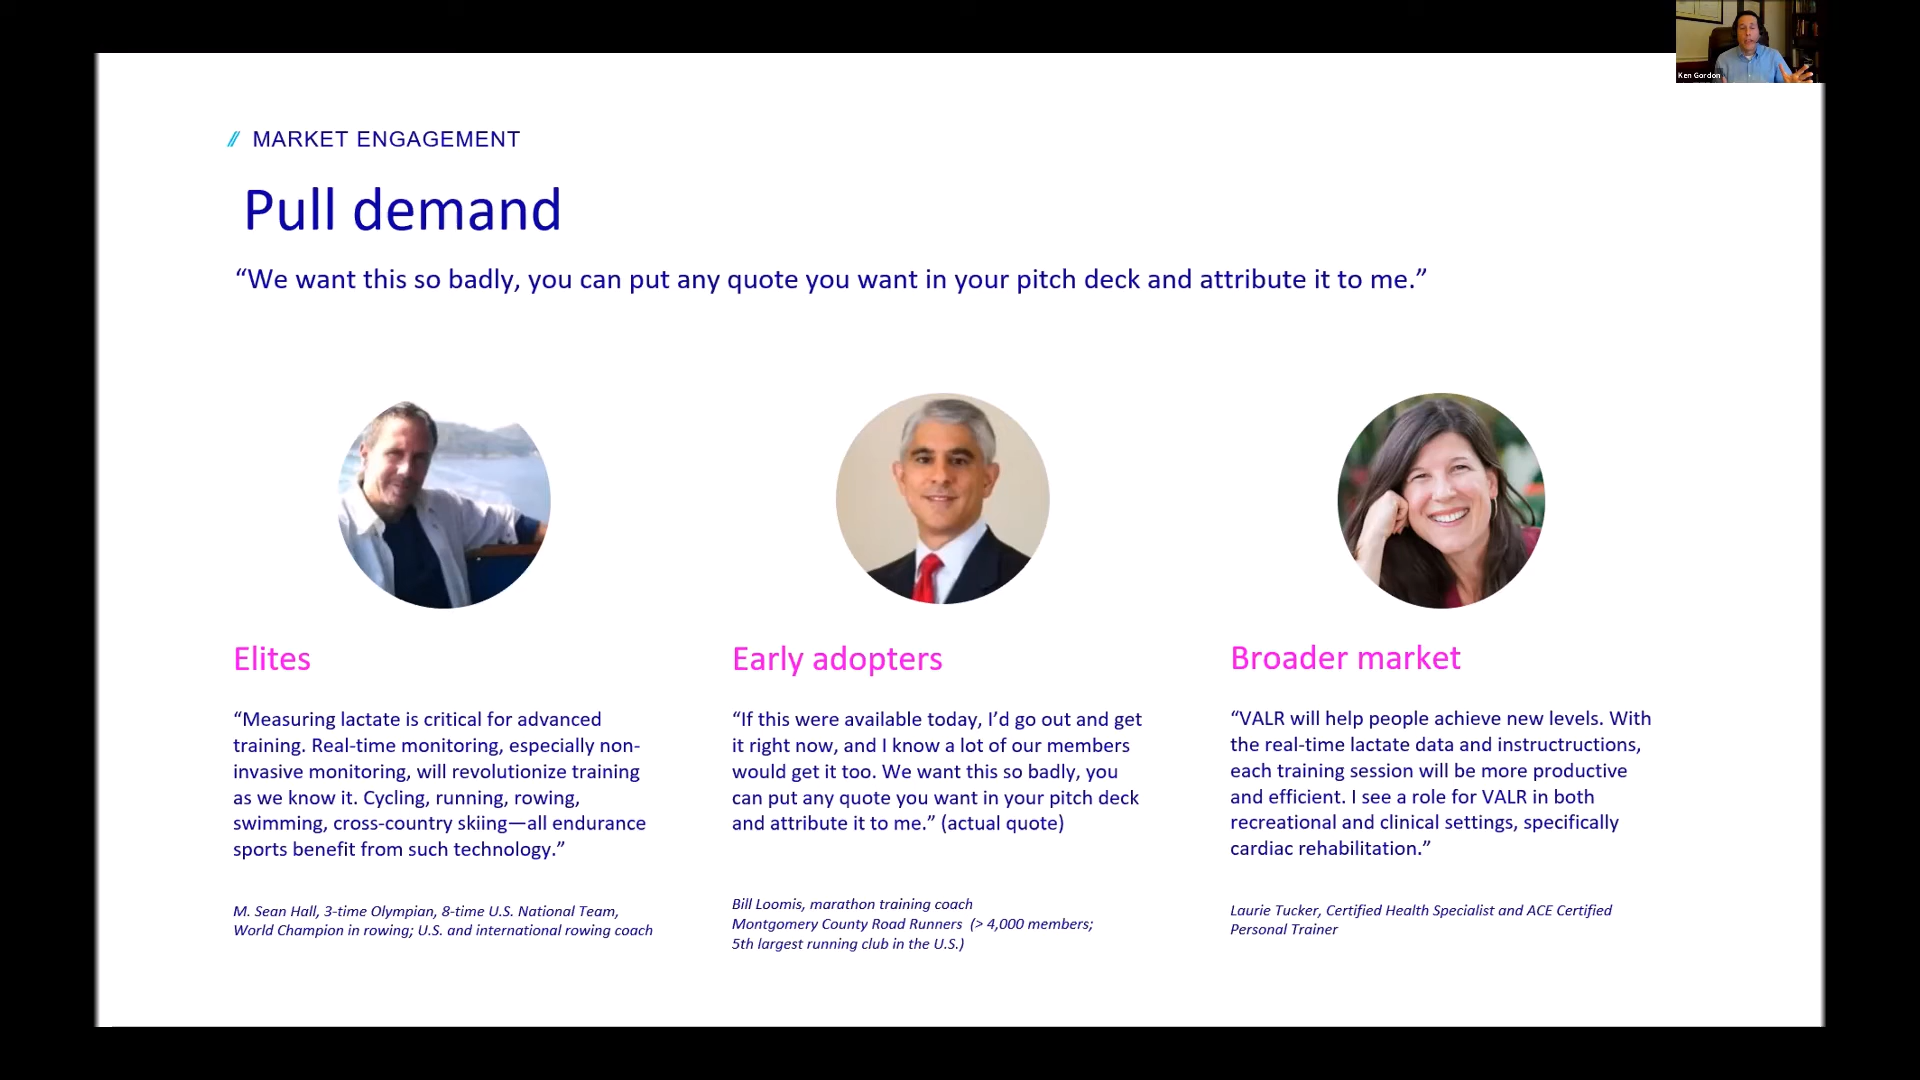 Ken Gordon
// MARKET ENGAGEMENT
Pull demand
“We want this so badly, you can put any quote you want in your pitch deck and attribute it to me.”
Elites
“Measuring lactate is critical for advanced
training. Real-time monitoring, especially non-
invasive monitoring, will revolutionize training
as we know it. Cycling, running, rowing,
swimming, cross-country skiing—all endurance
sports benefit from such technology.”
M. Sean Hall, 3-time Olympian, 8-time U.S. National Team,
World Champion in rowing; U.S. and international rowing coach
Early adopters
“If this were available today, I’d go out and get
it right now, and I know a lot of our members
would get it too. We want this so badly, you
can put any quote you want in your pitch deck
and attribute it to me.” (actual quote)
Bill Loomis, marathon training coach
Montgomery County Road Runners (> 4,000 members;
5th largest running club in the U.S.)
Broader market
“VALR will help people achieve new levels. With
the real-time lactate data and instructructions,
each training session will be more productive
and efficient. I see a role for VALR in both
recreational and clinical settings, specifically
cardiac rehabilitation.”
Laurie Tucker, Certified Health Specialist and ACE Certified
Personal Trainer